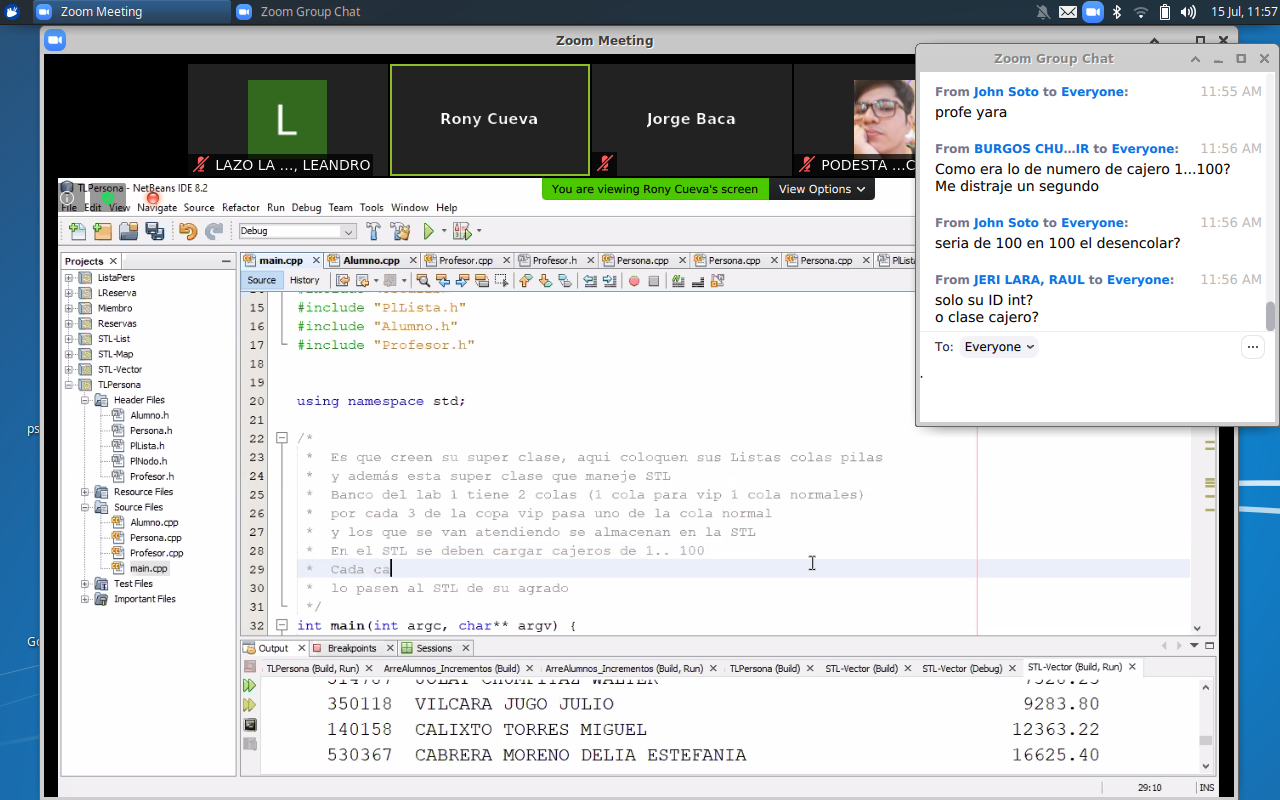 Zoom Meeting
Zoom Group Chat
15 Jul, 11:57
Zoom Meeting
L
LAZO LA ..., LEANDRO
Rony Cueva
Jorge Baca
PODESTA ...C
You are viewing Rony Cueva's screen
View Options
TLPersona - NetBeans IDE 8.2
File Edit View Navigate Source Refactor Run Debug Team Tools Window Help
Debug
Projects
ListaPers
LReserva
Miembro
Reservas
STL-List
STL-Map
STL-Vector
TLPersona
Header Files
Alumno.h
Persona.h
PlLista.h
PlNodo.h
Profesor.h
Resource Files
Source Files
Alumno.cpp
Persona.cpp
Profesor.cpp
main.cpp
Test Files
Important Files
main.cpp
Alumno.cpp
Profesor.cpp
Profesor.h
Persona.cpp
Persona.cpp
Persona.cpp
PlList
Source History
15 #include "PlLista.h"
16 #include "Alumno.h"
17 #include "Profesor.h"
18
19
20 using namespace std;
21
22 /*
23 * Es que creen su super clase, aqui coloquen sus Listas colas pilas
24 * y además esta super clase que maneje STL
25 * Banco del lab 1 tiene 2 colas (1 cola para vip 1 cola normales)
26 * por cada 3 de la copa vip pasa uno de la cola normal
27 * y los que se van atendiendo se almacenan en la STL
28 * En el STL se deben cargar cajeros de 1.. 100
29 * Cada ca
30 * lo pasen al STL de su agrado
31 */
32 int main(int argc, char** argv) {
Output
Breakpoints
Sessions
TLPersona (Build, Run)
ArreAlumnos_Incrementos (Build)
ArreAlumnos_Incrementos (Build, Run)
TLPersona (Build)
STL-Vector (Build)
STL-Vector (Debug)
STL-Vector (Build, Run)
350118 VILCARA JUGO JULIO 9283.80
140158 CALIXTO TORRES MIGUEL 12363.22
530367 CABRERA MORENO DELIA ESTEFANIA 16625.40
29:10
INS
Zoom Group Chat
From John Soto to Everyone: 11:55 AM
profe yara
From BURGOS CHU...IR to Everyone: 11:56 AM
Como era lo de numero de cajero 1...100?
Me distraje un segundo
From John Soto to Everyone: 11:56 AM
seria de 100 en 100 el desencolar?
From JERI LARA, RAUL to Everyone: 11:56 AM
solo su ID int?
o clase cajero?
To: Everyone
.
ps
Go